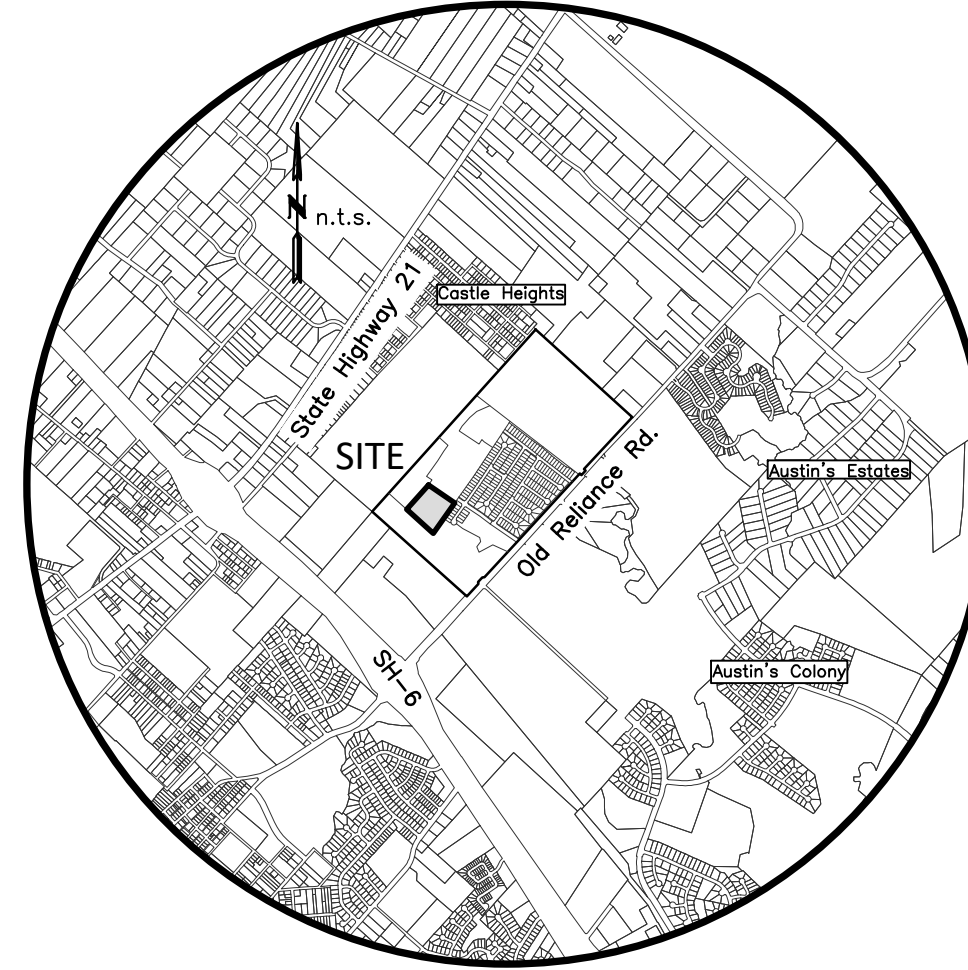 N n.t.s.
Castle Heights
State Highway 21
SITE
Old Reliance Rd.
Austin's Estates
SH-6
Austin's Colony